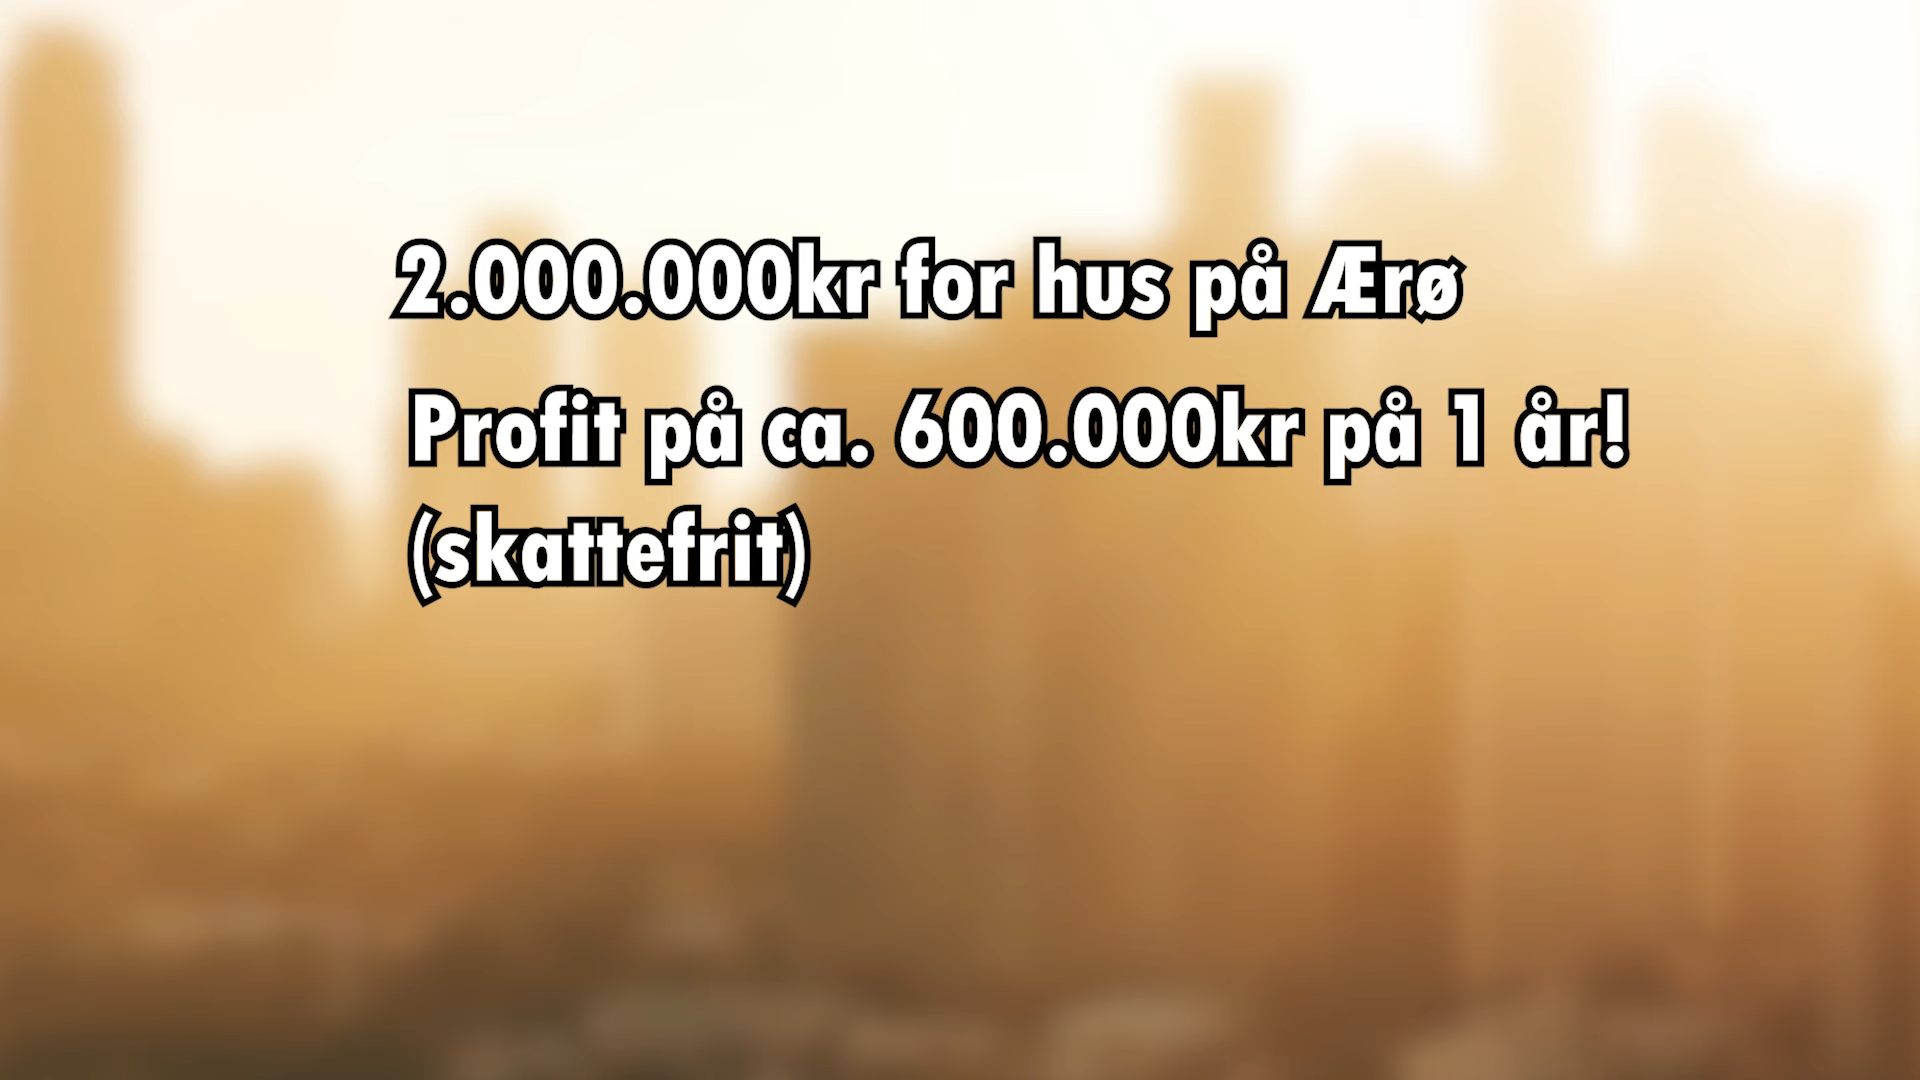 2.000.000kr for hus på Ærø
Profit på ca. 600.000kr på 1 år!
(skattefrit)